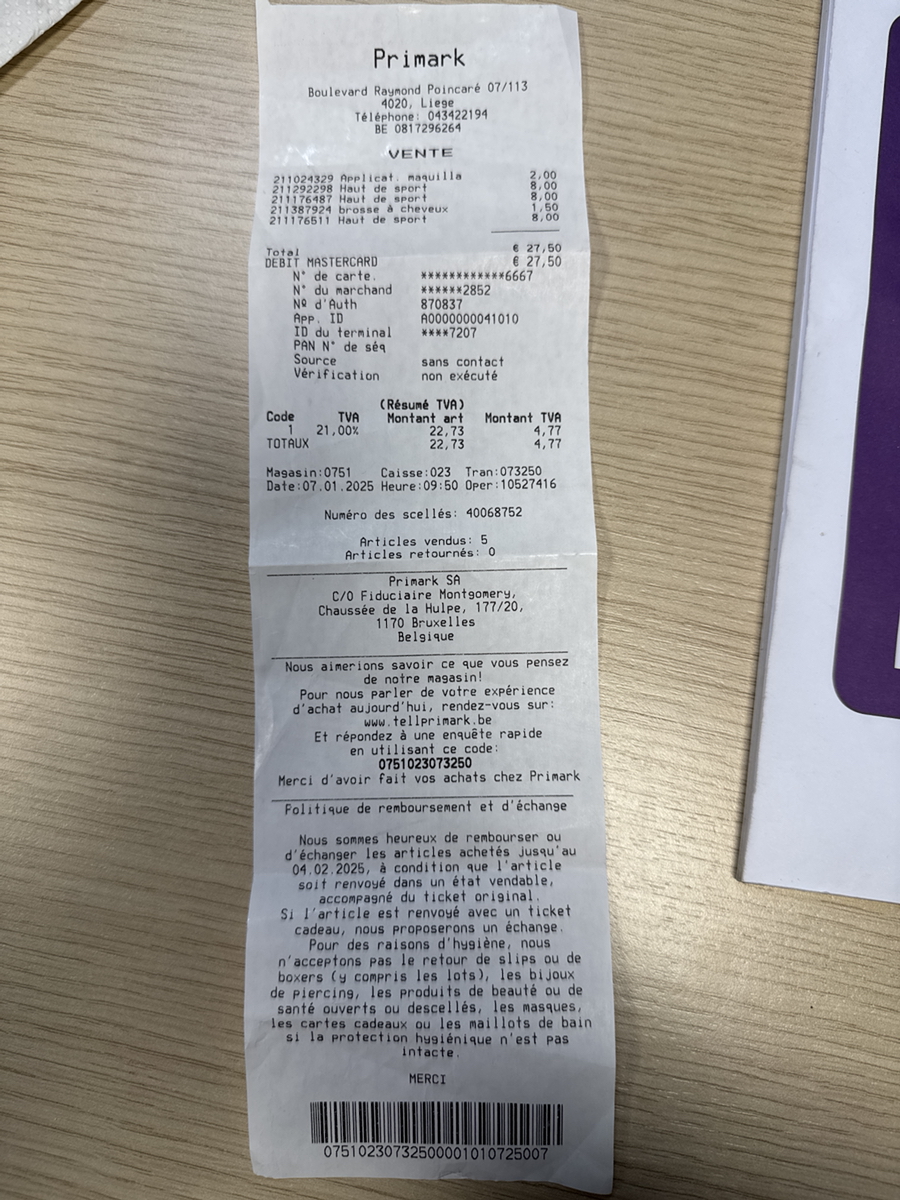 Primark
Boulevard Raymond Poincaré 07/113
4020, Liege
Téléphone: 043422194
BE 0817296264
VENTE
211024329 Applicat. maquilla 2,00
211292298 Haut de sport 8,00
211176487 Haut de sport 8,00
211387924 brosse à cheveux 1,50
211176511 Haut de sport 8,00
Total € 27,50
DEBIT MASTERCARD € 27,50
N° de carte. ************6667
N° du marchand ******2852
Nº d'Auth 870837
App. ID A0000000041010
ID du terminal ****7207
PAN N° de séq
Source sans contact
Vérification non exécuté
(Résumé TVA)
Code TVA Montant art Montant TVA
1 21,00% 22,73 4,77
TOTAUX 22,73 4,77
Magasin:0751 Caisse:023 Tran:073250
Date:07.01.2025 Heure:09:50 Oper:10527416
Numéro des scellés: 40068752
Articles vendus: 5
Articles retournés: 0
Primark SA
C/O Fiduciaire Montgomery,
Chaussée de la Hulpe, 177/20,
1170 Bruxelles
Belgique
Nous aimerions savoir ce que vous pensez
de notre magasin!
Pour nous parler de votre expérience
d'achat aujourd'hui, rendez-vous sur:
www.tellprimark.be
Et répondez à une enquête rapide
en utilisant ce code:
0751023073250
Merci d'avoir fait vos achats chez Primark
Politique de remboursement et d'échange
Nous sommes heureux de rembourser ou
d'échanger les articles achetés jusqu'au
04.02.2025, à condition que l'article
soit renvoyé dans un état vendable,
accompagné du ticket original.
Si l'article est renvoyé avec un ticket
cadeau, nous proposerons un échange.
Pour des raisons d'hygiène, nous
n'acceptons pas le retour de slips ou de
boxers (y compris les lots), les bijoux
de piercing, les produits de beauté ou de
santé ouverts ou descellés, les masques,
les cartes cadeaux ou les maillots de bain
si la protection hygiénique n'est pas
intacte.
MERCI
0751023073250000101072​5007